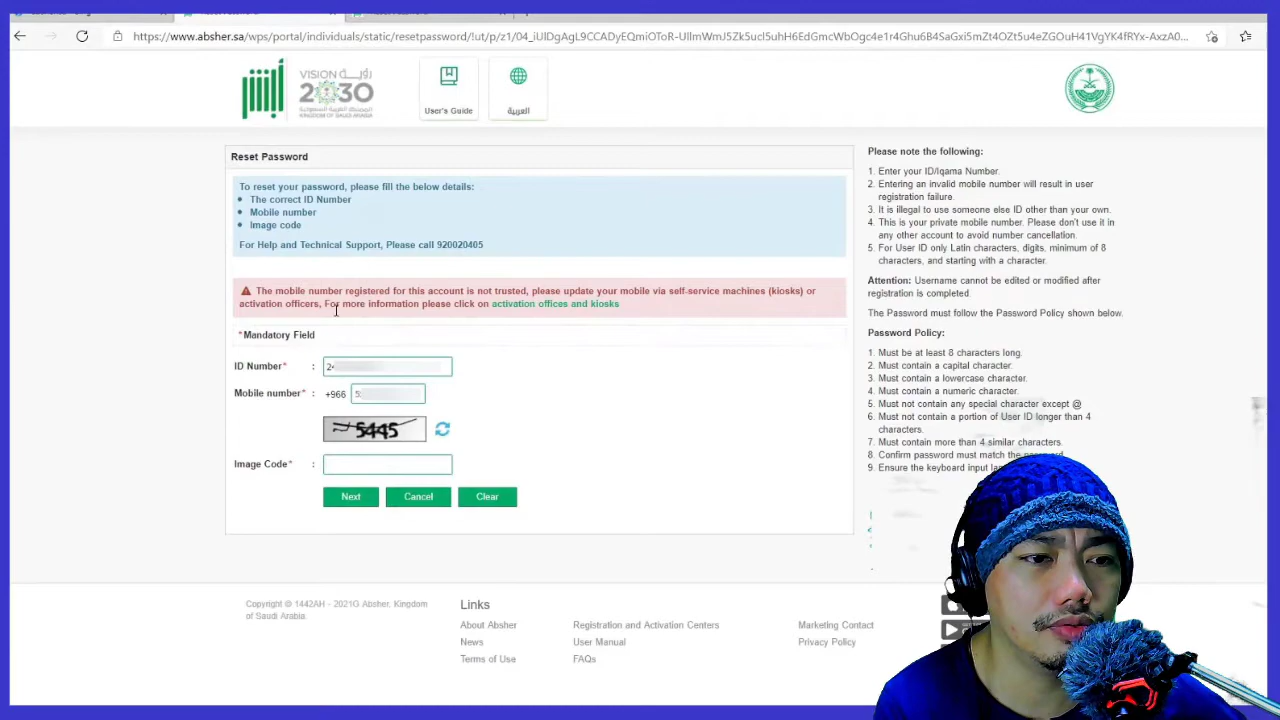 https://www.absher.sa/wps/portal/individuals/static/resetpassword/!ut/p/z1/04_iUlDgAgL9CCADyEQmiOToR-UllmWmJ5Zk5ucl5uhH6EdGmcWbOgc4e1r4Ghu6B4SaGxi5mZt4OZt5u4eZGOuH41VgYK4fRYx-AxzA0...
أبشر
VISION رؤية
2030
المملكة العربية السعودية
KINGDOM OF SAUDI ARABIA
User's Guide
العربية
Reset Password
To reset your password, please fill the below details:
The correct ID Number
Mobile number
Image code
For Help and Technical Support, Please call 920020405
The mobile number registered for this account is not trusted, please update your mobile via self-service machines (kiosks) or
activation officers, For more information please click on activation offices and kiosks
*Mandatory Field
ID Number* : 24
Mobile number* : +966 5
5445
Image Code* :
Next Cancel Clear
Please note the following:
1. Enter your ID/Iqama Number.
2. Entering an invalid mobile number will result in user
registration failure.
3. It is illegal to use someone else ID other than your own.
4. This is your private mobile number. Please don't use it in
any other account to avoid number cancellation.
5. For User ID only Latin characters, digits, minimum of 8
characters, and starting with a character.
Attention: Username cannot be edited or modified after
registration is completed.
The Password must follow the Password Policy shown below.
Password Policy:
1. Must be at least 8 characters long.
2. Must contain a capital character.
3. Must contain a lowercase character.
4. Must contain a numeric character.
5. Must not contain any special character except @
6. Must not contain a portion of User ID longer than 4
characters.
7. Must contain more than 4 similar characters.
8. Confirm password must match the
9. Ensure the keyboard input
Copyright © 1442AH - 2021G Absher, Kingdom
of Saudi Arabia
Links
About Absher
News
Terms of Use
Registration and Activation Centers
User Manual
FAQs
Marketing Contact
Privacy Policy